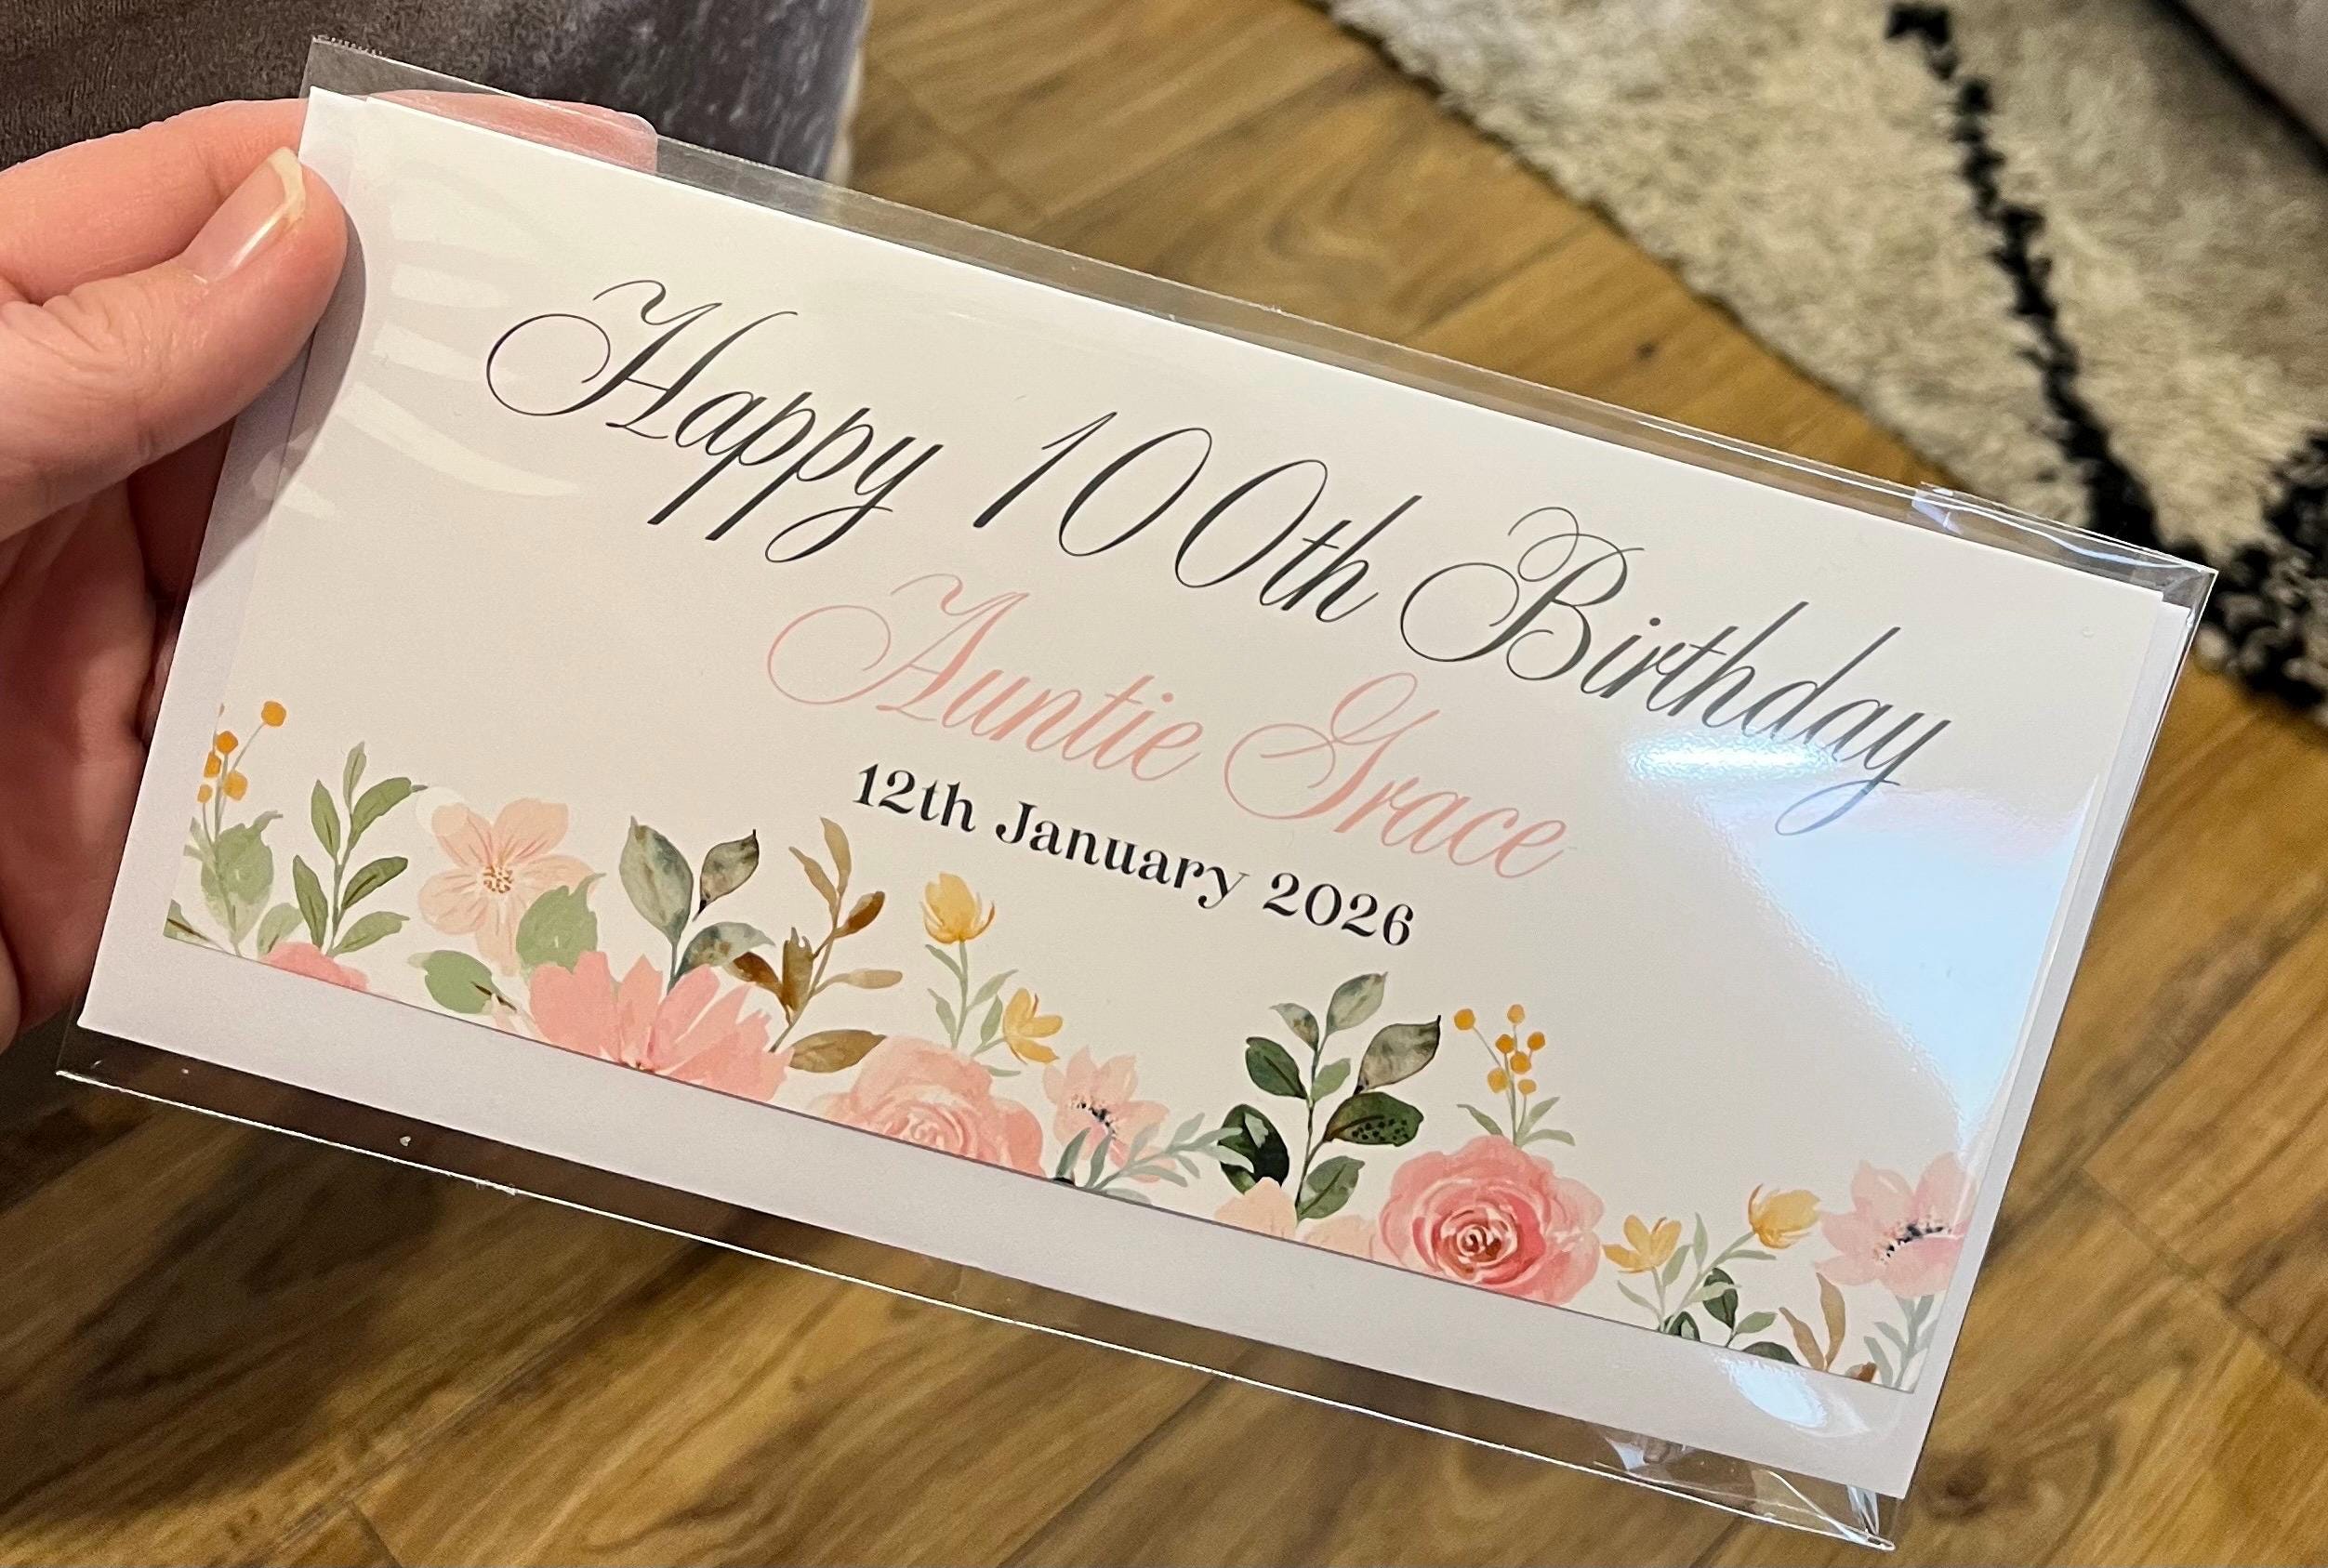 Happy 100th Birthday
Auntie Grace
12th January 2026